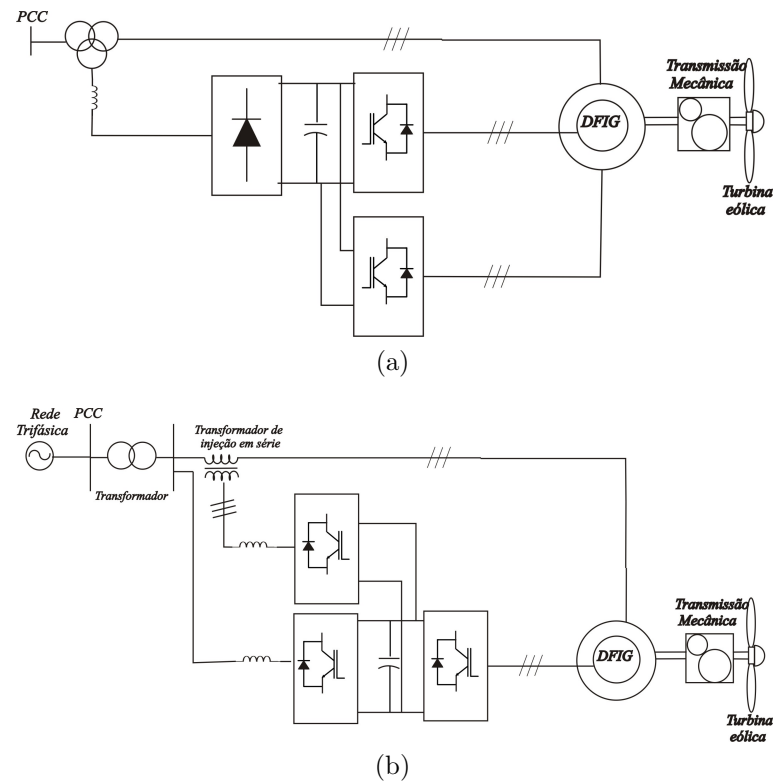 PCC
Transmissão
Mecânica
DFIG
Turbina
eólica
(a)
Rede
Trifásica
PCC
Transformador de
injeção em série
Transformador
Transmissão
Mecânica
DFIG
Turbina
eólica
(b)